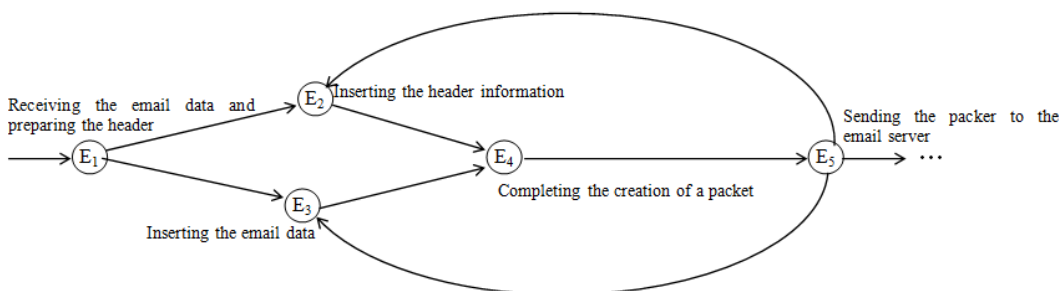 Receiving the email data and
preparing the header
E1
E2
Inserting the header information
E3
Inserting the email data
E4
Completing the creation of a packet
E5
Sending the packer to the
email server
...